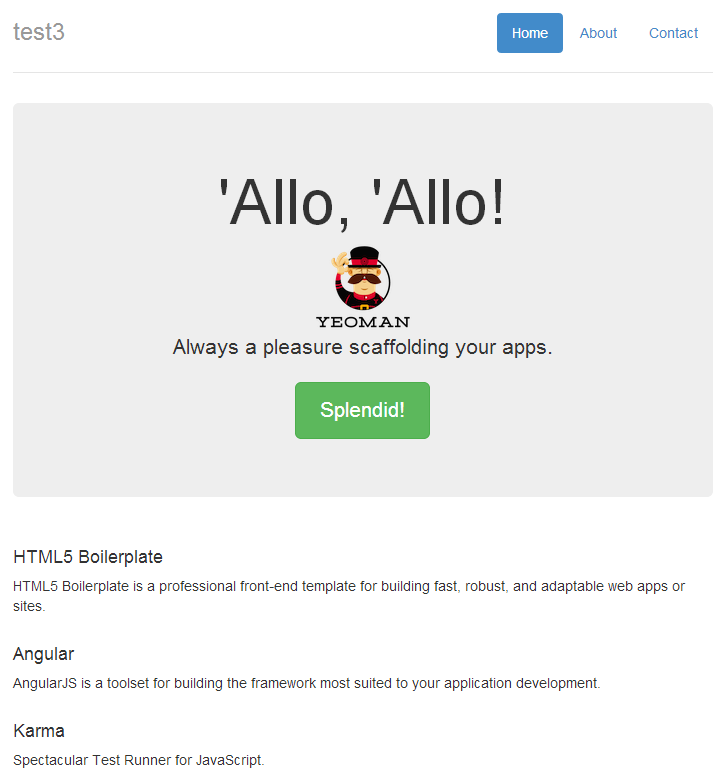 test3
Home About Contact
'Allo, 'Allo!
YEOMAN
Always a pleasure scaffolding your apps.
Splendid!
HTML5 Boilerplate
HTML5 Boilerplate is a professional front-end template for building fast, robust, and adaptable web apps or
sites.
Angular
AngularJS is a toolset for building the framework most suited to your application development.
Karma
Spectacular Test Runner for JavaScript.